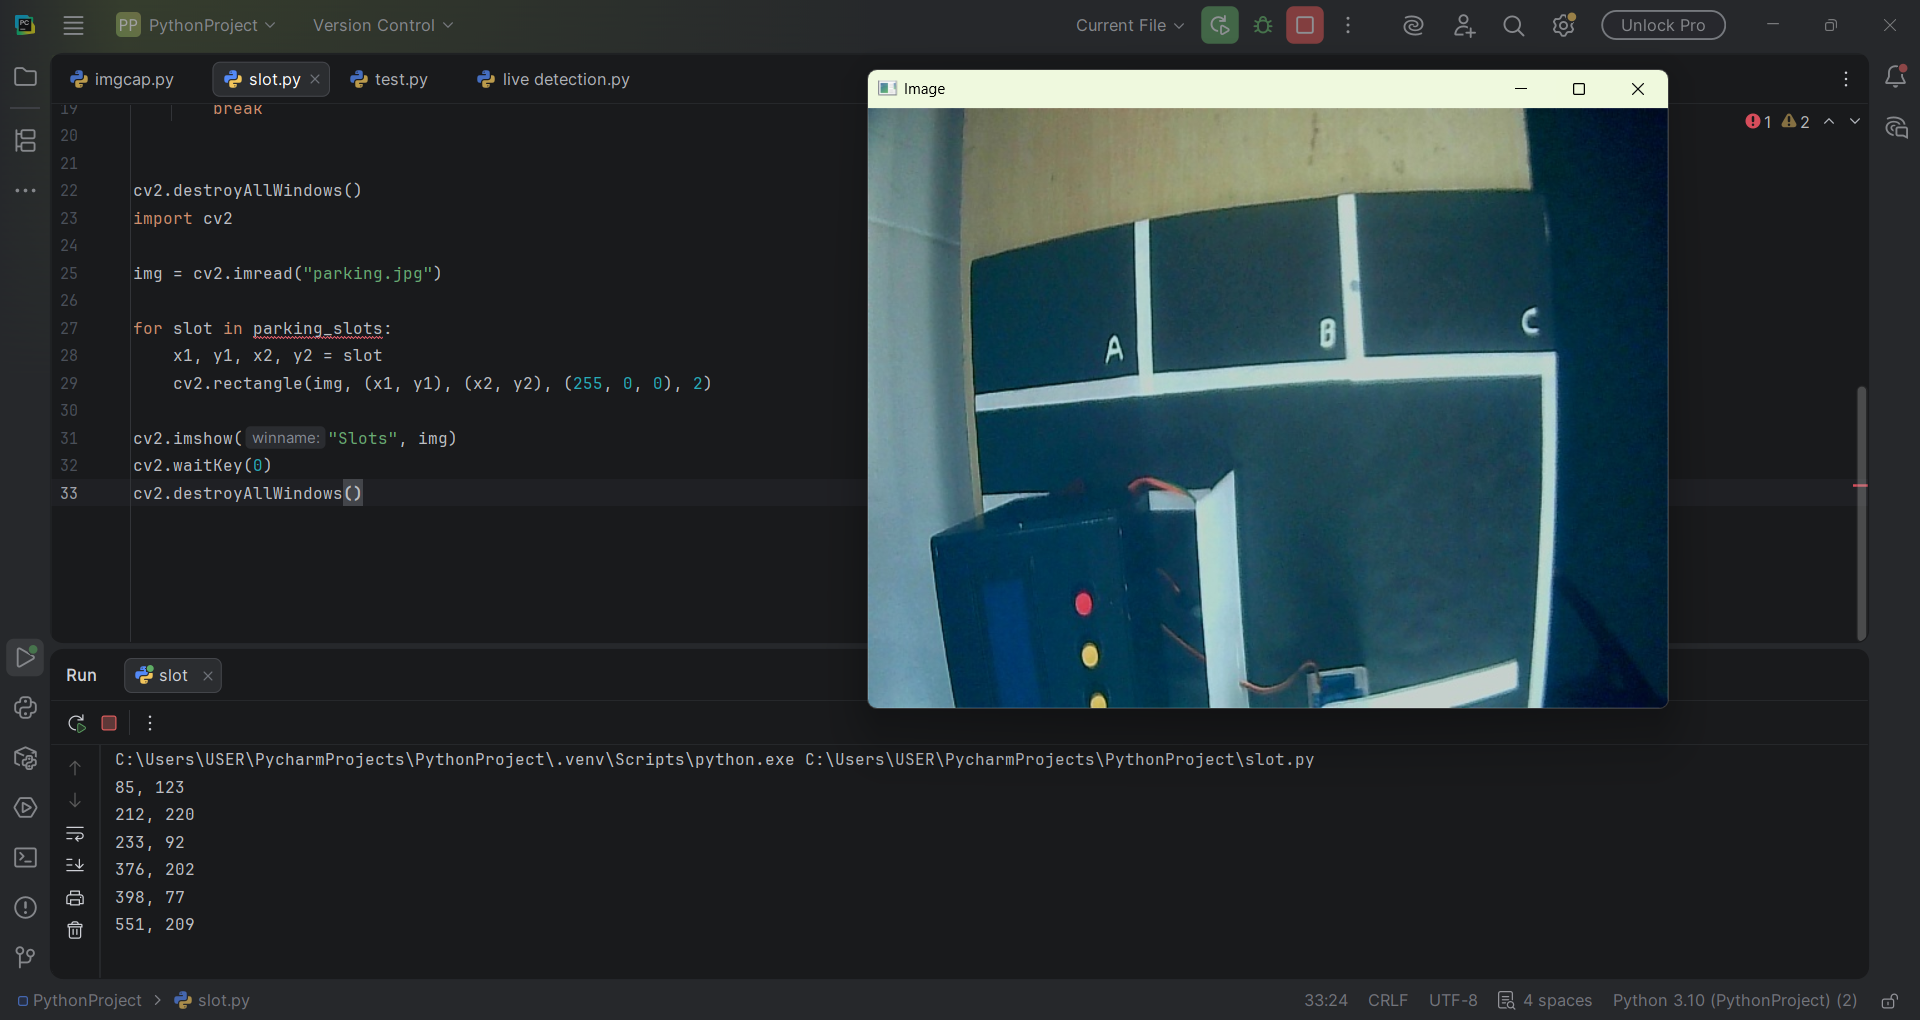 PC
PP PythonProject
Version Control
Current File
Unlock Pro
imgcap.py
slot.py
test.py
live detection.py
1 2
19 break
20
21
22 cv2.destroyAllWindows()
23 import cv2
24
25 img = cv2.imread("parking.jpg")
26
27 for slot in parking_slots:
28 x1, y1, x2, y2 = slot
29 cv2.rectangle(img, (x1, y1), (x2, y2), (255, 0, 0), 2)
30
31 cv2.imshow( winname: "Slots", img)
32 cv2.waitKey(0)
33 cv2.destroyAllWindows()
Image
A
B
C
Run
slot
C:\Users\USER\PycharmProjects\PythonProject\.venv\Scripts\python.exe C:\Users\USER\PycharmProjects\PythonProject\slot.py
85, 123
212, 220
233, 92
376, 202
398, 77
551, 209
PythonProject > slot.py
33:24
CRLF
UTF-8
4 spaces
Python 3.10 (PythonProject) (2)